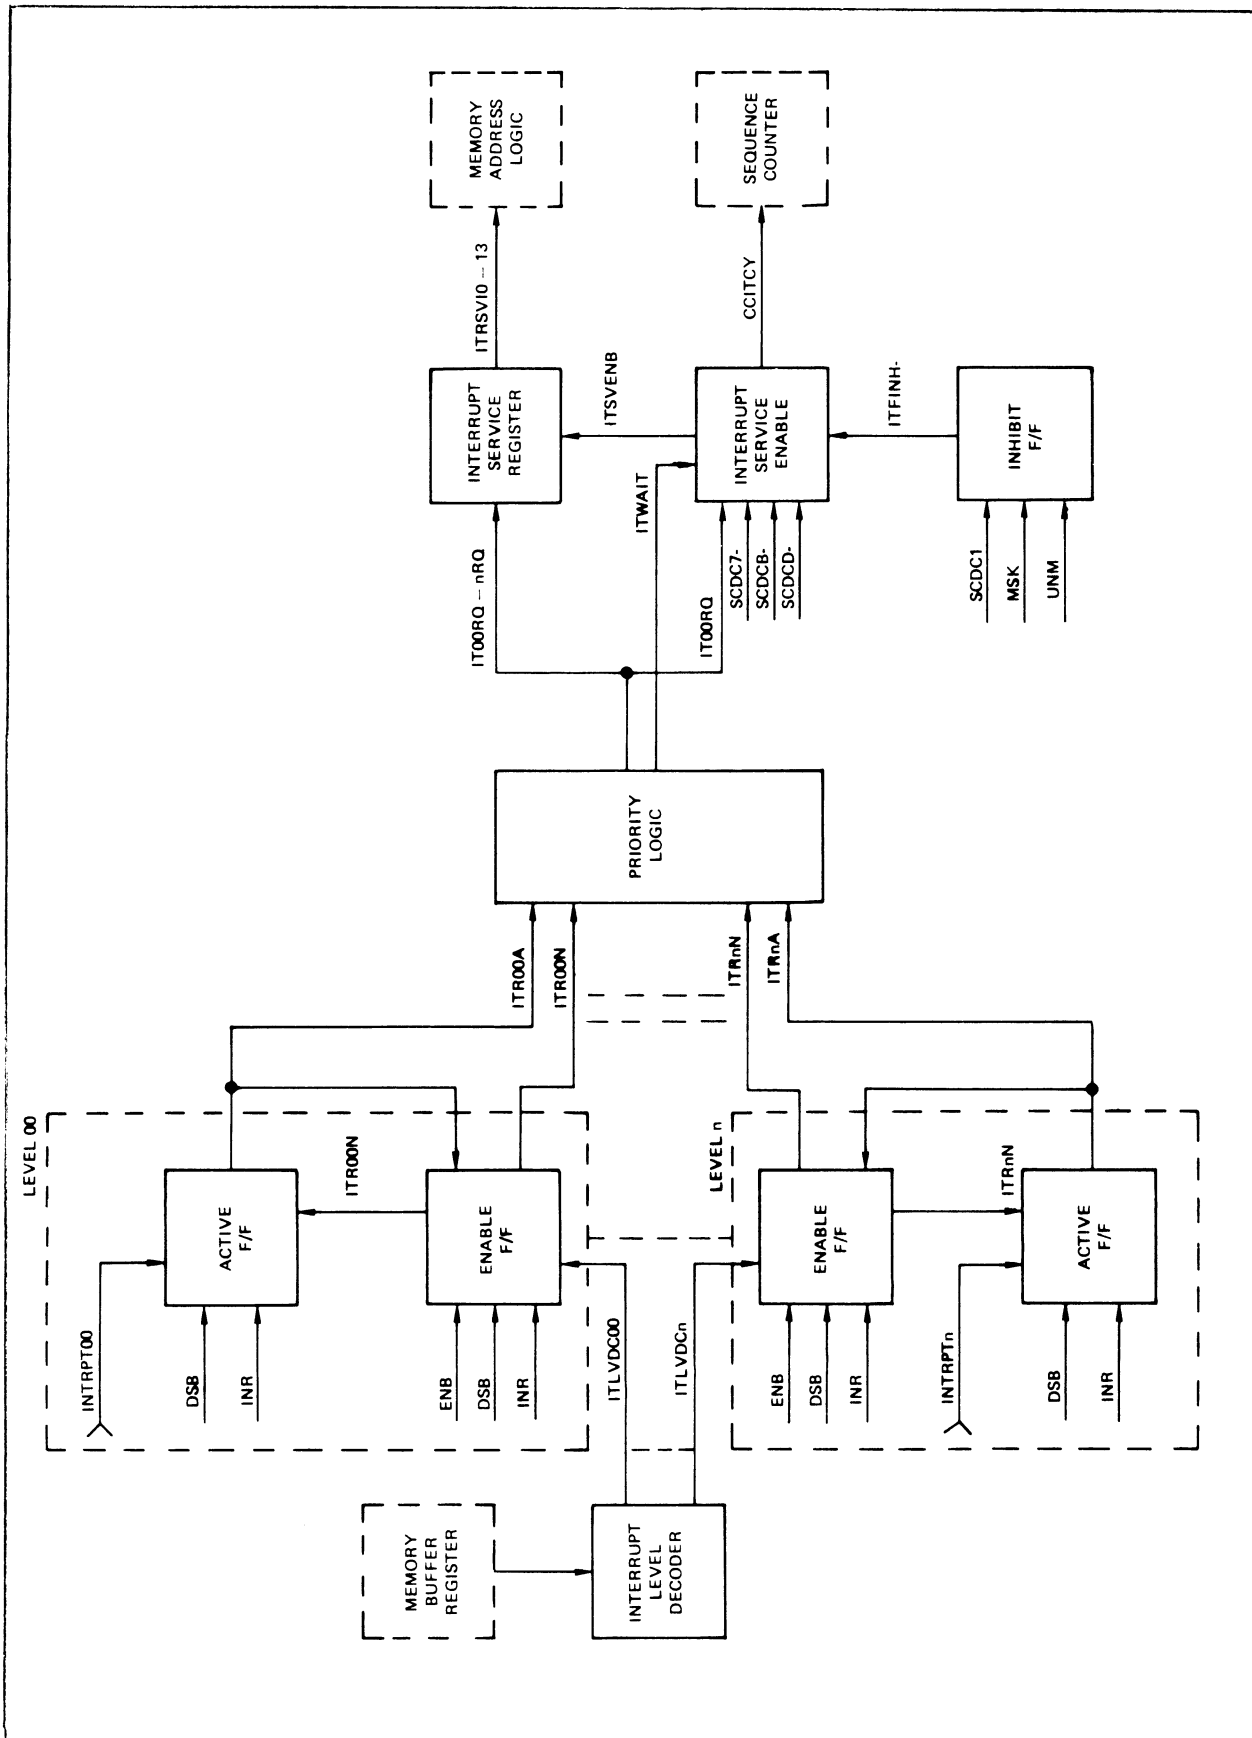 LEVEL 00
INTRPT00
DSB
INR
ACTIVE
F/F
ITR00N
ENB
DSB
INR
ENABLE
F/F
MEMORY
BUFFER
REGISTER
INTERRUPT
LEVEL
DECODER
ITLVDC00
ITLVDCn
LEVEL n
ENB
DSB
INR
ENABLE
F/F
ITRnN
INTRPTn
DSB
INR
ACTIVE
F/F
ITR00A
ITR00N
ITRnN
ITRnA
PRIORITY
LOGIC
IT00RQ – nRQ
ITWAIT
IT00RQ
SCDC7-
SCDCB-
SCDCD-
INTERRUPT
SERVICE
REGISTER
ITSVENB
INTERRUPT
SERVICE
ENABLE
ITFINH-
SCDC1
MSK
UNM
INHIBIT
F/F
ITRSVI0 – 13
MEMORY
ADDRESS
LOGIC
CCITCY
SEQUENCE
COUNTER